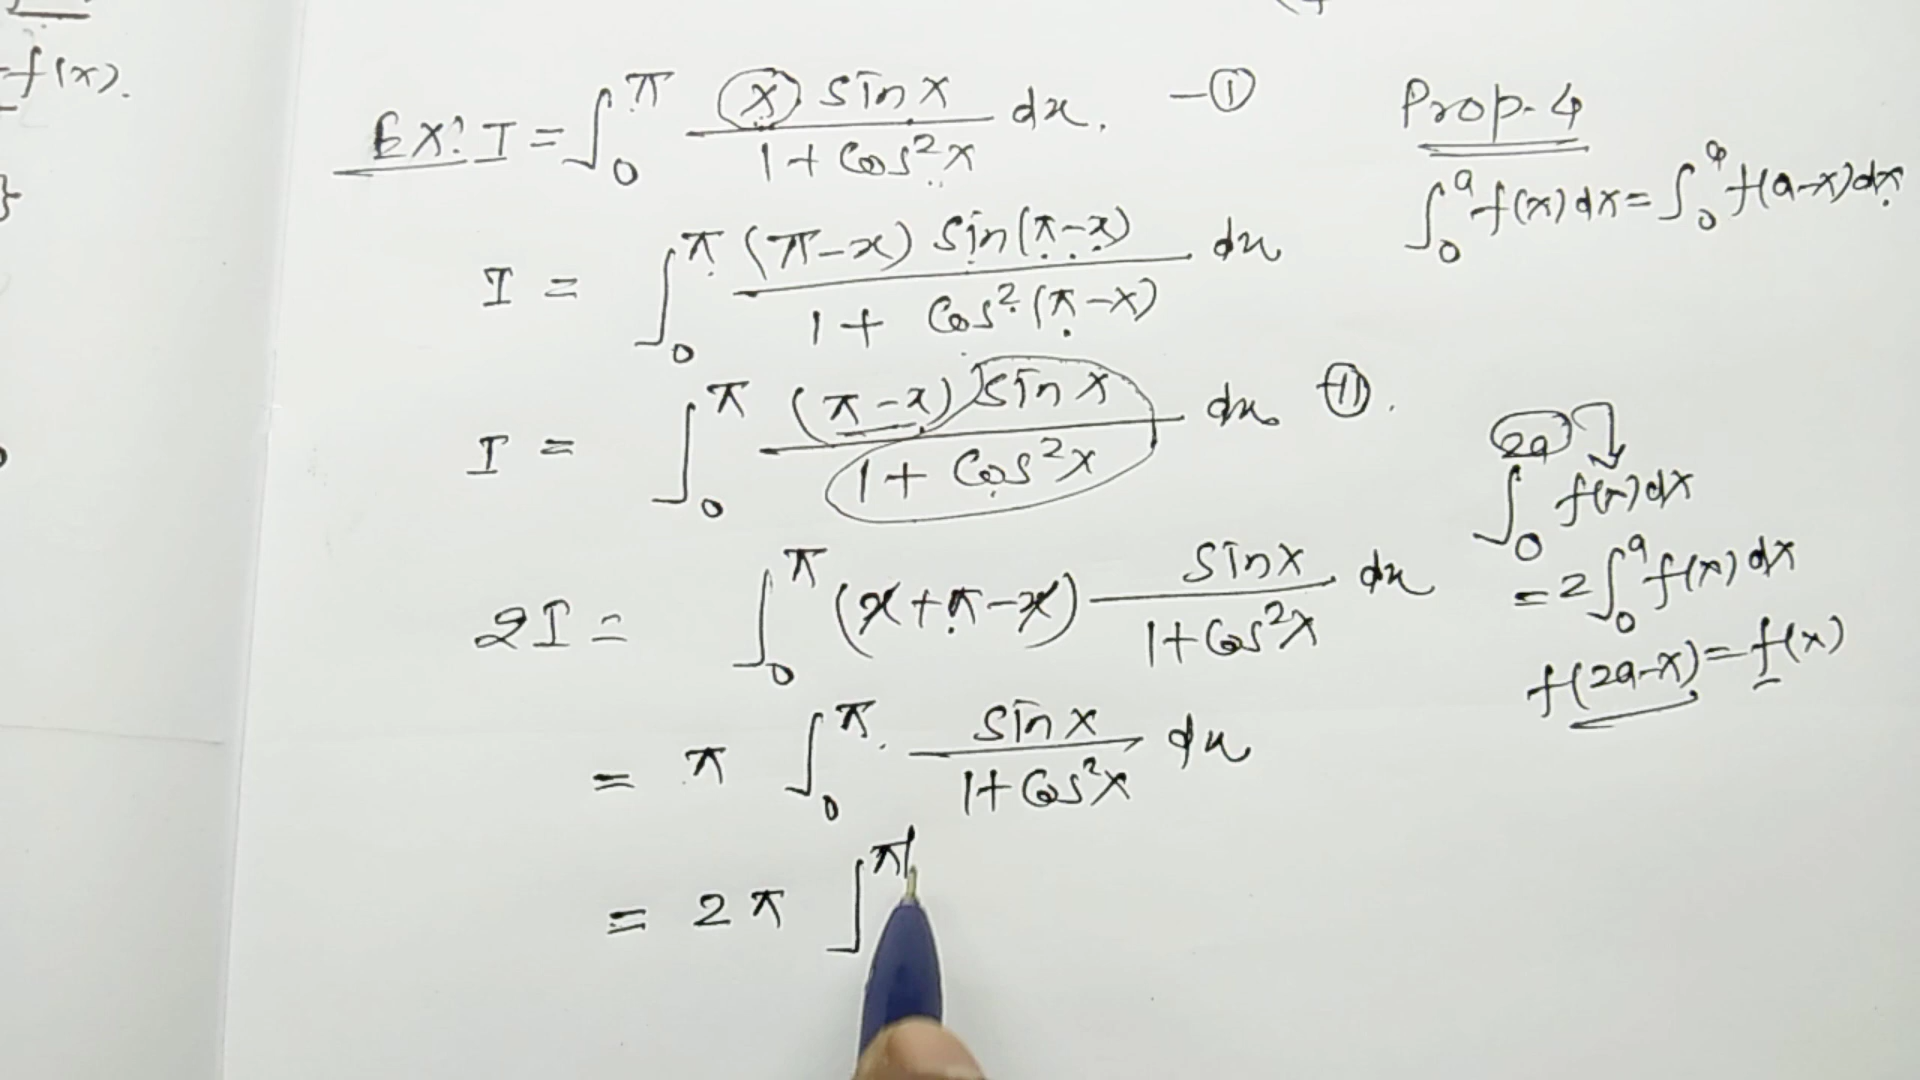 f(x).
}
Ex: I = ∫₀^π (x) sin x / 1 + cos²x dx. — ①
I = ∫₀^π (π-x) sin(π-x) / 1 + cos²(π-x) dx
I = ∫₀^π (π-x) sin x / 1 + cos²x dx. — ⑪.
2I = ∫₀^π (x+π-x) sin x / 1+cos²x dx
= π ∫₀^π sin x / 1+cos²x dx
= 2π ∫^π/
Prop-4
∫₀^a f(x) dx = ∫₀^a f(a-x) dx
∫₀^2a f(x) dx
= 2∫₀^a f(x) dx
f(2a-x) = f(x)